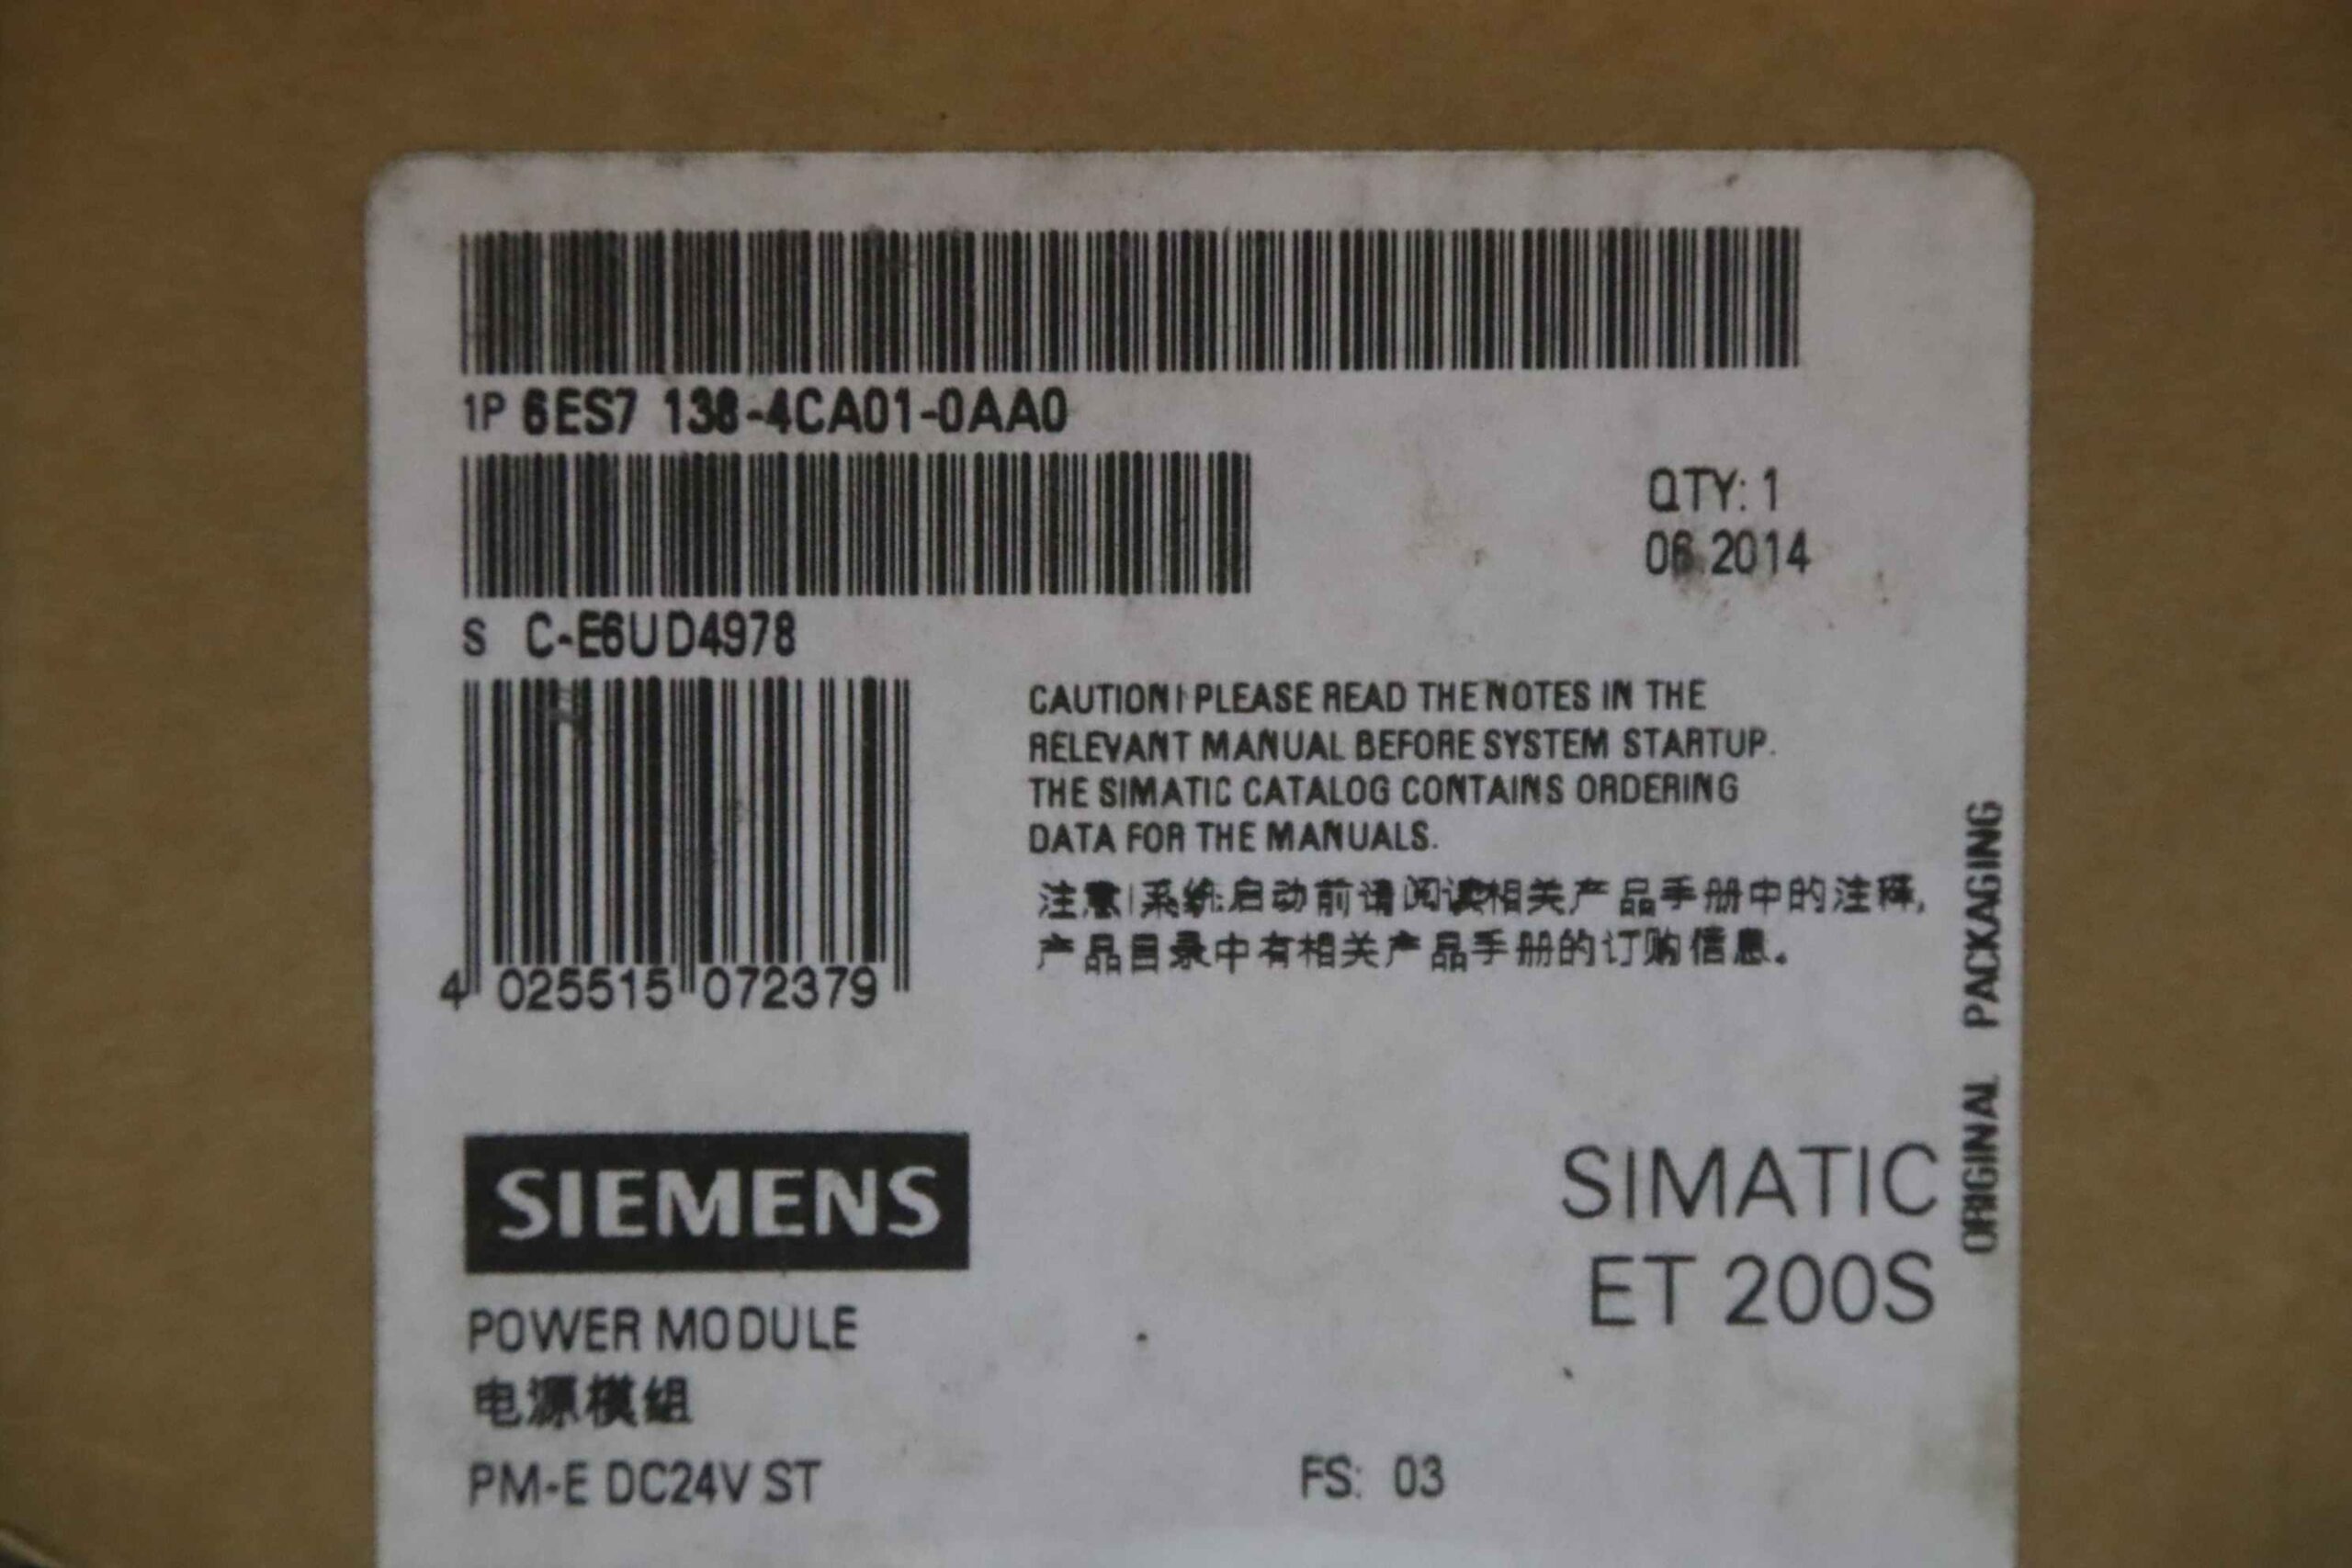 1P 6ES7 138-4CA01-0AA0
QTY: 1
06.2014
S C-E6UD4978
CAUTION! PLEASE READ THE NOTES IN THE
RELEVANT MANUAL BEFORE SYSTEM STARTUP.
THE SIMATIC CATALOG CONTAINS ORDERING
DATA FOR THE MANUALS.
注意!系统启动前请阅读相关产品手册中的注释,
产品目录中有相关产品手册的订购信息。
4 025515 072379
ORIGINAL PACKAGING
SIEMENS
SIMATIC
ET 200S
POWER MODULE
电源模组
PM-E DC24V ST
FS: 03